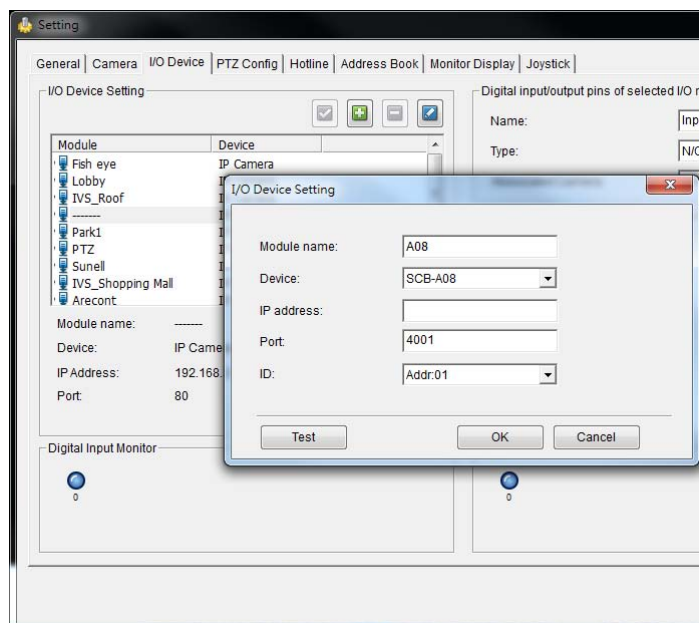 Setting
General Camera I/O Device PTZ Config Hotline Address Book Monitor Display Joystick
I/O Device Setting
Module Device
Fish eye IP Camera
Lobby
IVS_Roof
-------
Park1
PTZ
Sunell
IVS_Shopping Mall
Arecont
Module name: -------
Device: IP Came
IP Address: 192.168.
Port: 80
Digital Input Monitor
0
Digital input/output pins of selected I/O
Name: Inp
Type: N/
I/O Device Setting
Module name: A08
Device: SCB-A08
IP address:
Port: 4001
ID: Addr:01
Test OK Cancel
0